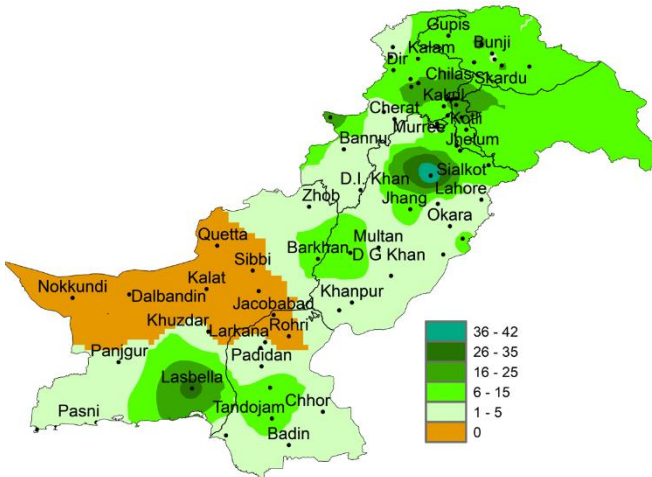 Gupis
Bunji
Kalam
Dir
Chilas
Skardu
Kakul
Cherat
Kotli
Murree
Bannu
Jhelum
D.I. Khan
Sialkot
Zhob
Jhang
Lahore
Okara
Quetta
Multan
Barkhan
D G Khan
Sibbi
Kalat
Nokkundi
Dalbandin
Jacobabad
Khanpur
Khuzdar
Larkana
Rohri
Panjgur
Padidan
Lasbella
Pasni
Tandojam
Chhor
Badin
36 - 42
26 - 35
16 - 25
6 - 15
1 - 5
0